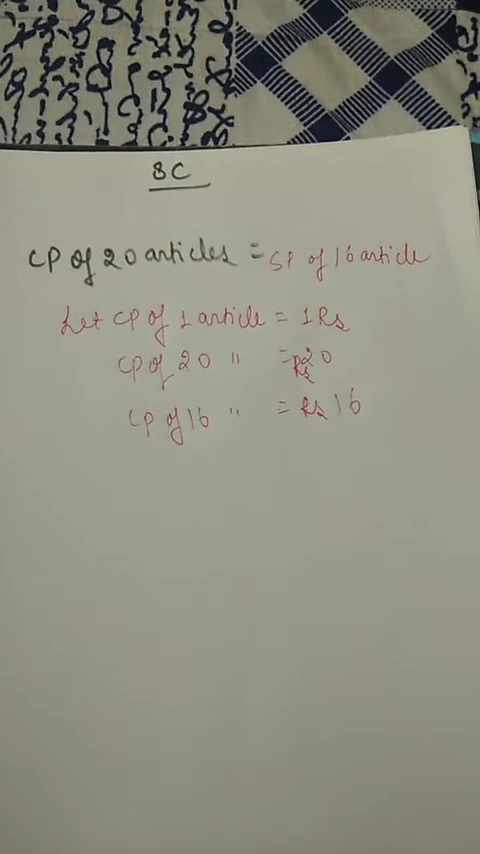 8C
CP of 20 articles = SP of 16 article
Let CP of 1 article = 1 Rs
CP of 20 " = Rs 20
CP of 16 " = Rs 16